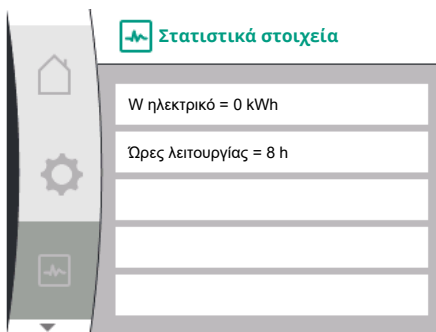 Στατιστικά στοιχεία
W ηλεκτρικό = 0 kWh
Ώρες λειτουργίας = 8 h